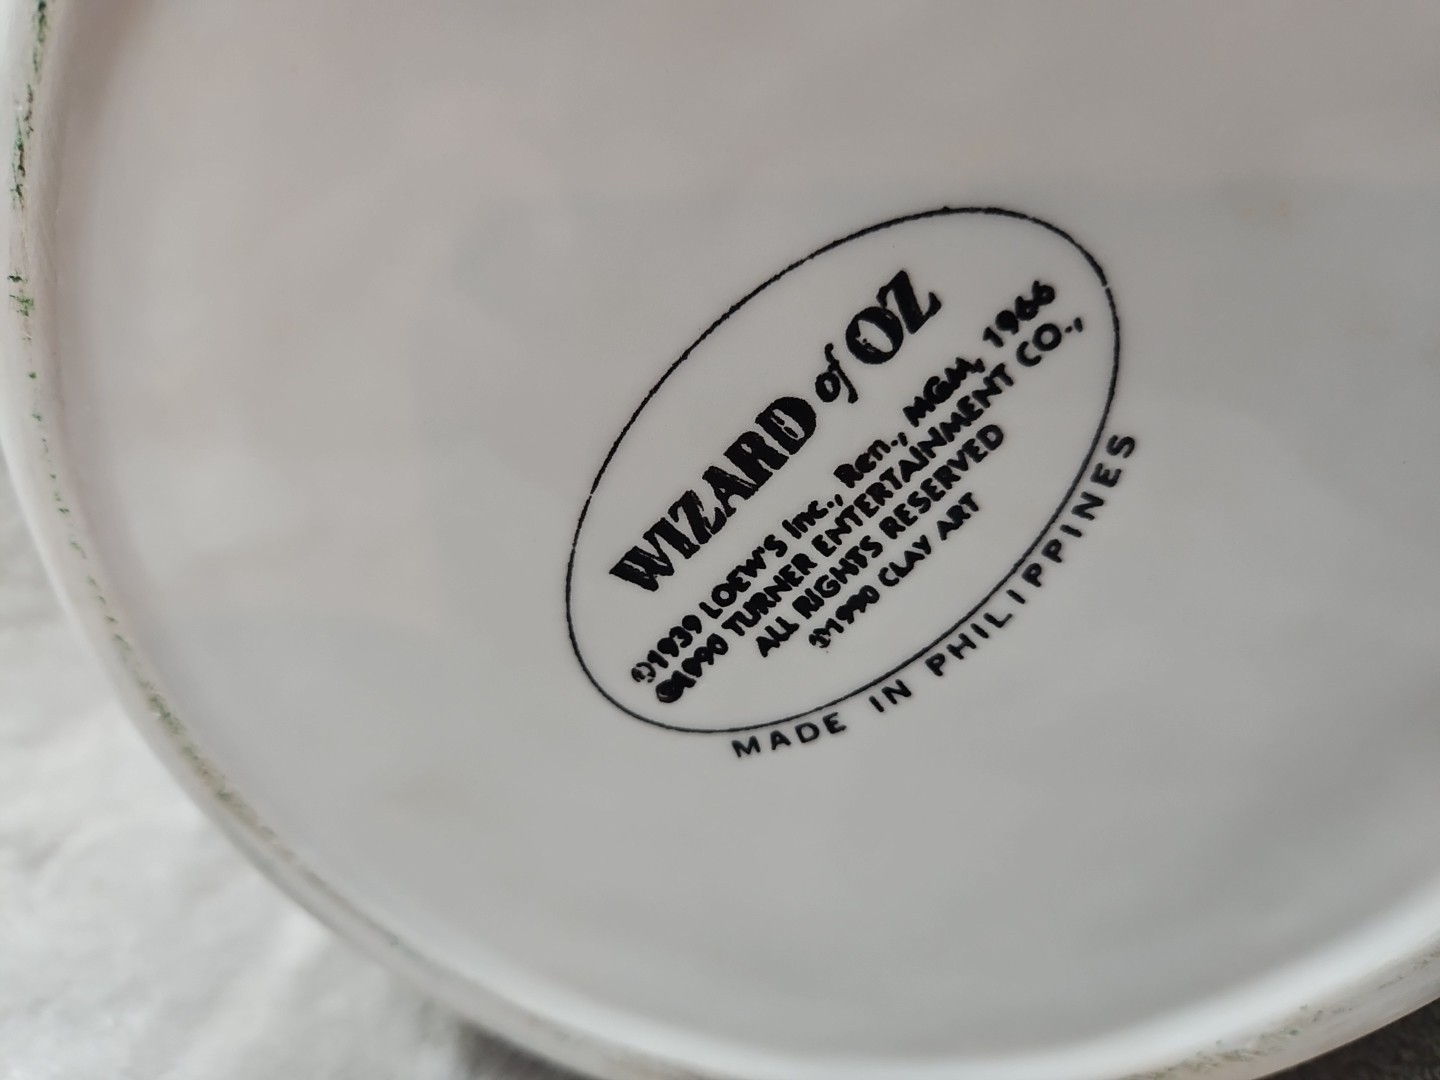 WIZARD of OZ
©1939 LOEW'S Inc., Ren., MGM, 1966
©1990 TURNER ENTERTAINMENT CO.,
ALL RIGHTS RESERVED
©1990 CLAY ART
MADE IN PHILIPPINES